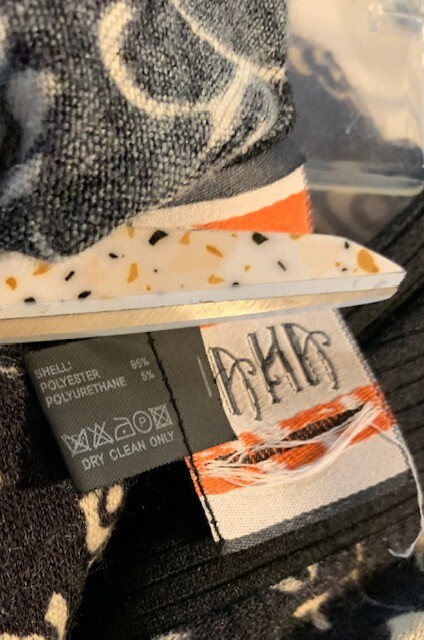 SHELL:
POLYESTER 95%
POLYURETHANE 5%
DRY CLEAN ONLY